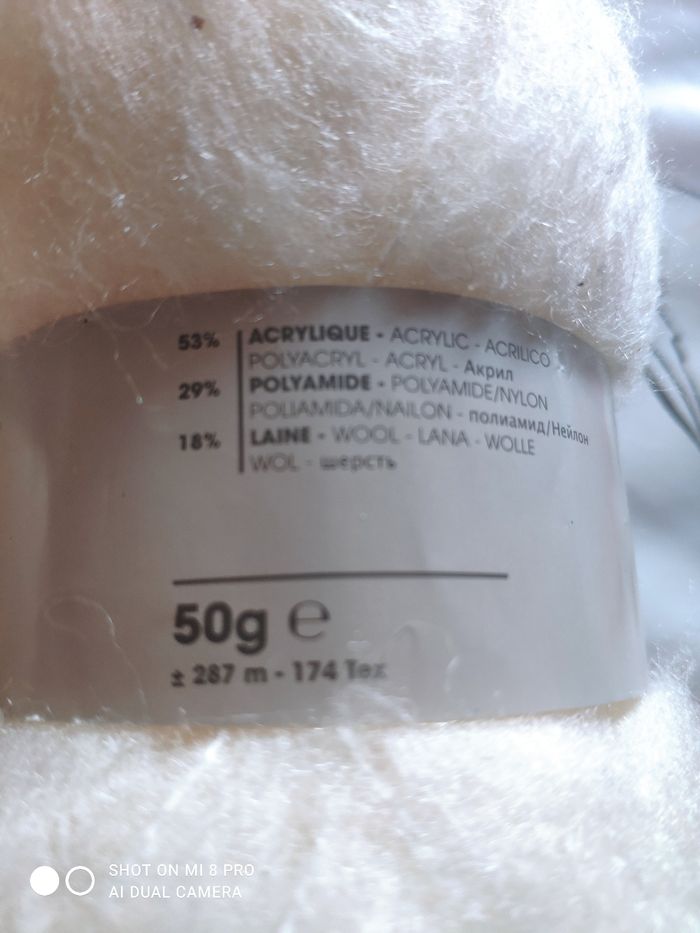 53% ACRYLIQUE - ACRYLIC - ACRILICO
POLYACRYL - ACRYL - Акрил
29% POLYAMIDE - POLYAMIDE/NYLON
POLIAMIDA/NAILON - полиамид/Нейлон
18% LAINE - WOOL - LANA - WOLLE
WOL - шерсть
50g ℮
± 287 m - 174 Tex
SHOT ON MI 8 PRO
AI DUAL CAMERA